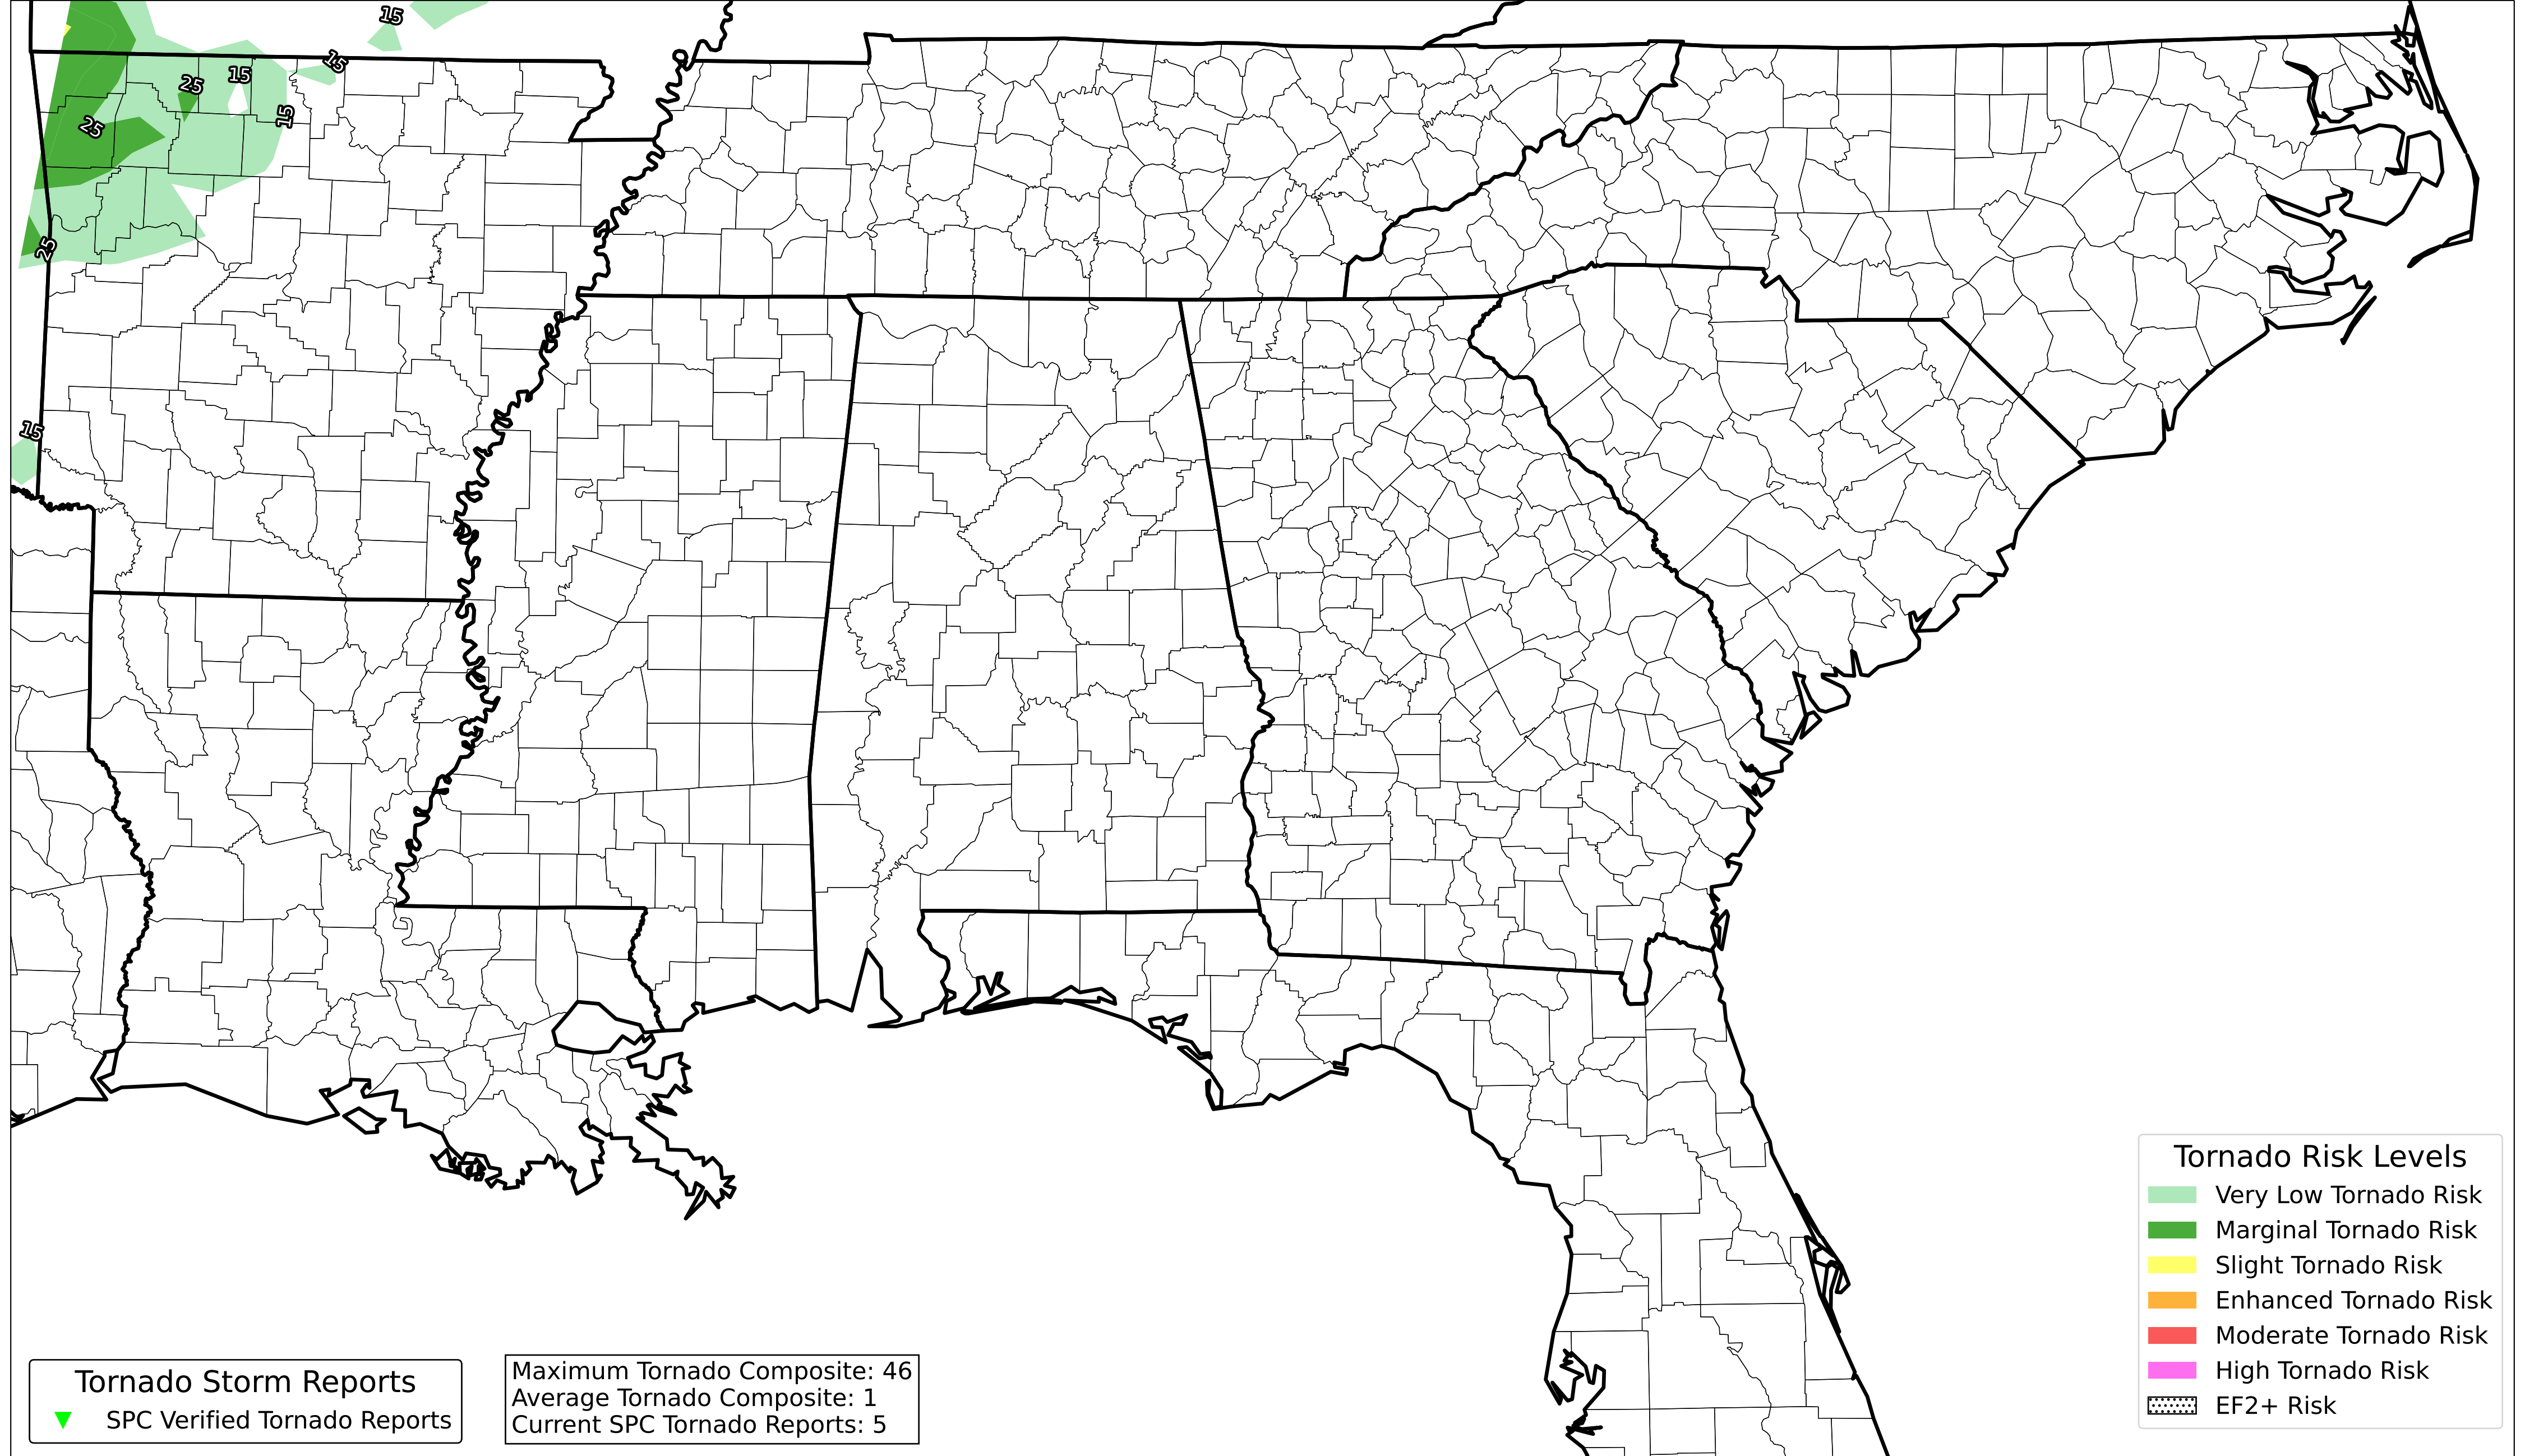 15
15
25
15
15
25
25
15
Tornado Risk Levels
Very Low Tornado Risk
Marginal Tornado Risk
Slight Tornado Risk
Enhanced Tornado Risk
Moderate Tornado Risk
High Tornado Risk
EF2+ Risk
Tornado Storm Reports
SPC Verified Tornado Reports
Maximum Tornado Composite: 46
Average Tornado Composite: 1
Current SPC Tornado Reports: 5